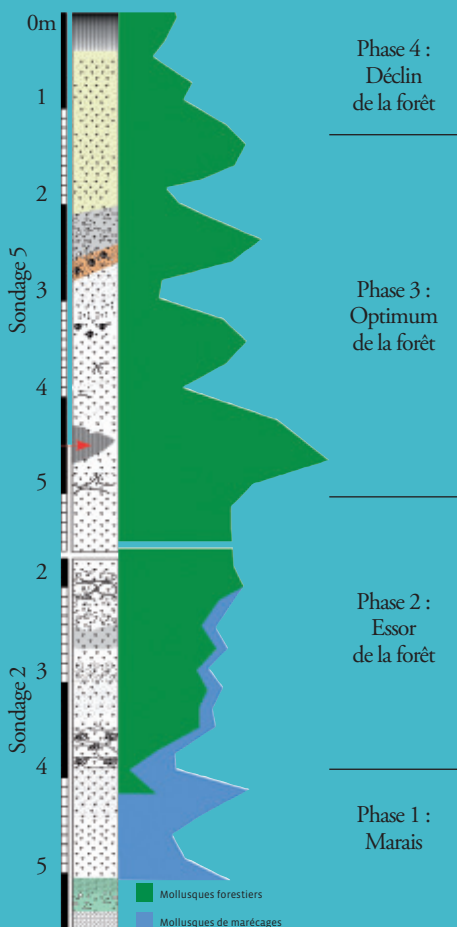 0m
1
2
3
4
5
Sondage 5
2
3
4
5
Sondage 2
Phase 4 :
Déclin
de la forêt
Phase 3 :
Optimum
de la forêt
Phase 2 :
Essor
de la forêt
Phase 1 :
Marais
Mollusques forestiers
Mollusques de marécages